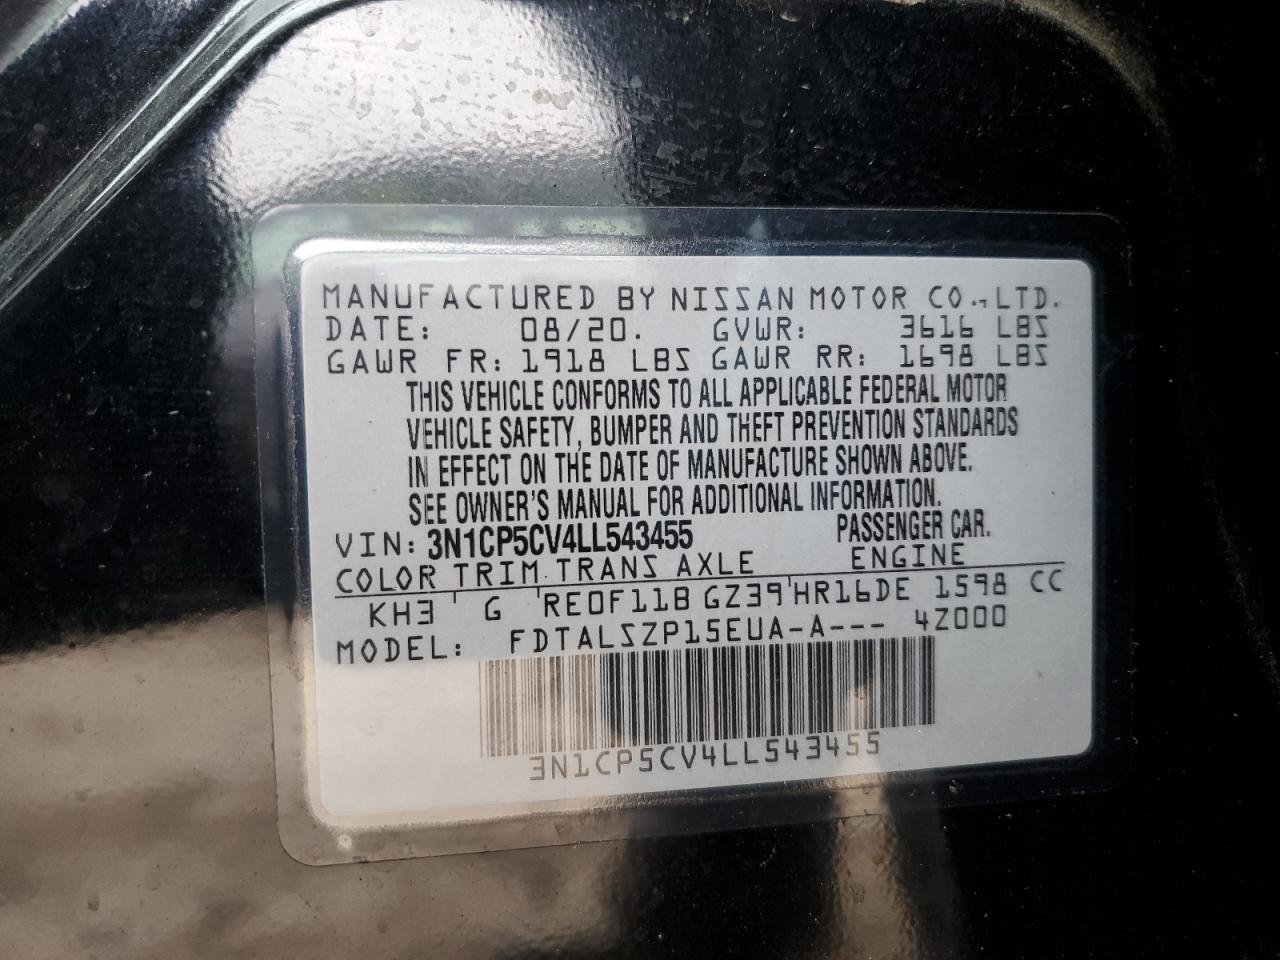 MANUFACTURED BY NISSAN MOTOR CO., LTD.
DATE: 08/20. GVWR: 3616 LBS
GAWR FR: 1918 LBS GAWR RR: 1698 LBS
THIS VEHICLE CONFORMS TO ALL APPLICABLE FEDERAL MOTOR
VEHICLE SAFETY, BUMPER AND THEFT PREVENTION STANDARDS
IN EFFECT ON THE DATE OF MANUFACTURE SHOWN ABOVE.
SEE OWNER'S MANUAL FOR ADDITIONAL INFORMATION.
VIN: 3N1CP5CV4LL543455 PASSENGER CAR.
COLOR TRIM TRANS AXLE ENGINE
KH3 G RE0F11B GZ39 HR16DE 1598 CC
MODEL: FDTALSZP15EUA-A--- 4Z000
3N1CP5CV4LL543455